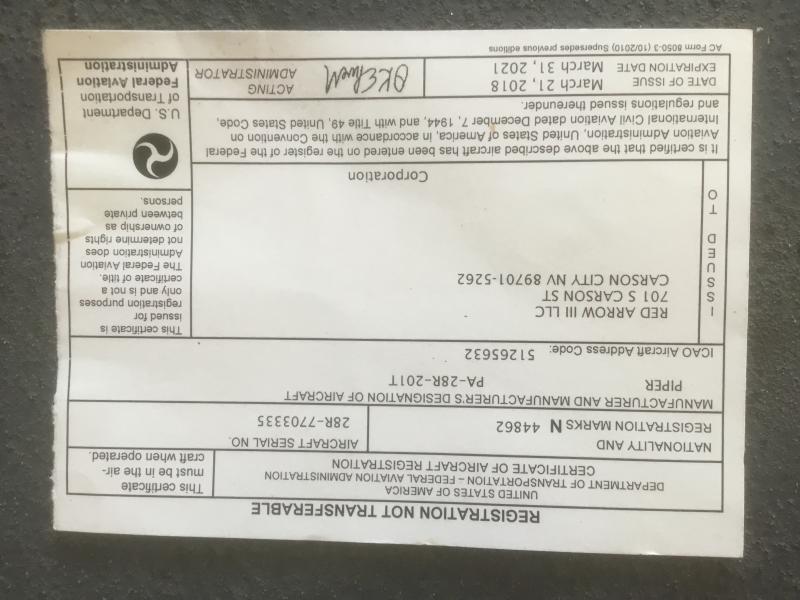 REGISTRATION NOT TRANSFERABLE
UNITED STATES OF AMERICA
DEPARTMENT OF TRANSPORTATION – FEDERAL AVIATION ADMINISTRATION
CERTIFICATE OF AIRCRAFT REGISTRATION
This certificate
must be in the air-
craft when operated.
NATIONALITY AND
REGISTRATION MARKS N 44862
AIRCRAFT SERIAL NO.
28R-7703335
MANUFACTURER AND MANUFACTURER'S DESIGNATION OF AIRCRAFT
PIPER PA-28R-201T
ICAO Aircraft Address Code: 51265632
ISSUED TO
RED ARROW III LLC
701 S CARSON ST
CARSON CITY NV 89701-5262
Corporation
This certificate is
issued for
registration purposes
only and is not a
certificate of title.
The Federal Aviation
Administration does
not determine rights
of ownership as
between private
persons.
It is certified that the above described aircraft has been entered on the register of the Federal
Aviation Administration, United States of America, in accordance with the Convention on
International Civil Aviation dated December 7, 1944, and with Title 49, United States Code,
and regulations issued thereunder.
DATE OF ISSUE March 21, 2018
EXPIRATION DATE March 31, 2021
ACTING
ADMINISTRATOR
U.S. Department
of Transportation
Federal Aviation
Administration
AC Form 8050-3 (10/2010) Supersedes previous editions